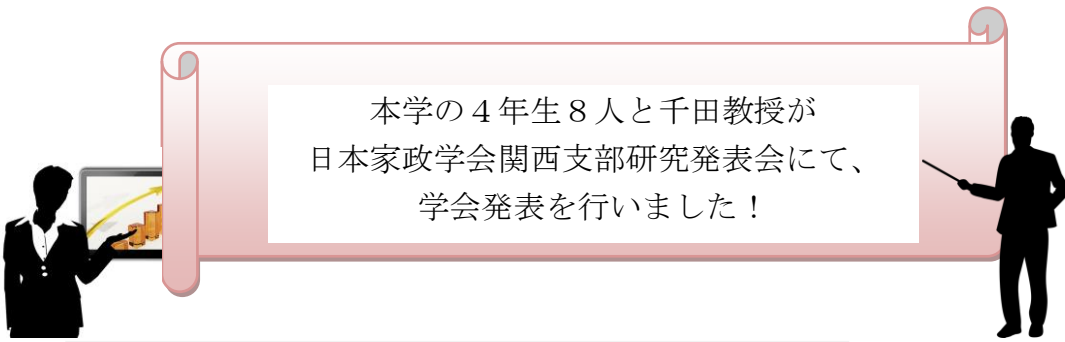 本学の４年生８人と千田教授が
日本家政学会関西支部研究発表会にて、
学会発表を行いました！